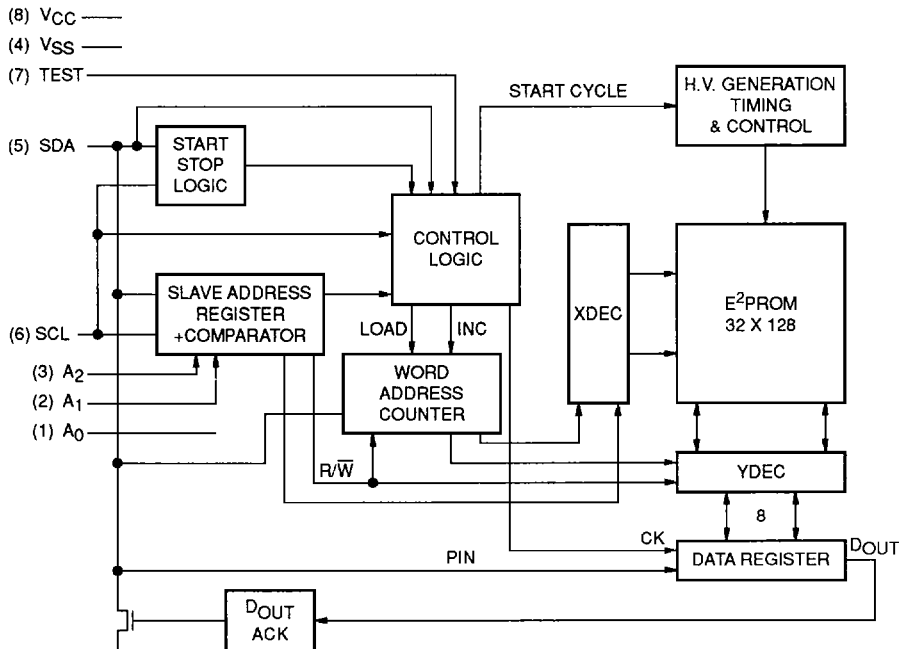 (8) VCC
(4) VSS
(7) TEST
START CYCLE
H.V. GENERATION
TIMING
& CONTROL
(5) SDA
START
STOP
LOGIC
CONTROL
LOGIC
XDEC
E²PROM
32 X 128
SLAVE ADDRESS
REGISTER
+COMPARATOR
(6) SCL
LOAD
INC
(3) A2
(2) A1
(1) A0
WORD
ADDRESS
COUNTER
R/W̅
YDEC
8
CK
DOUT
PIN
DATA REGISTER
DOUT
ACK